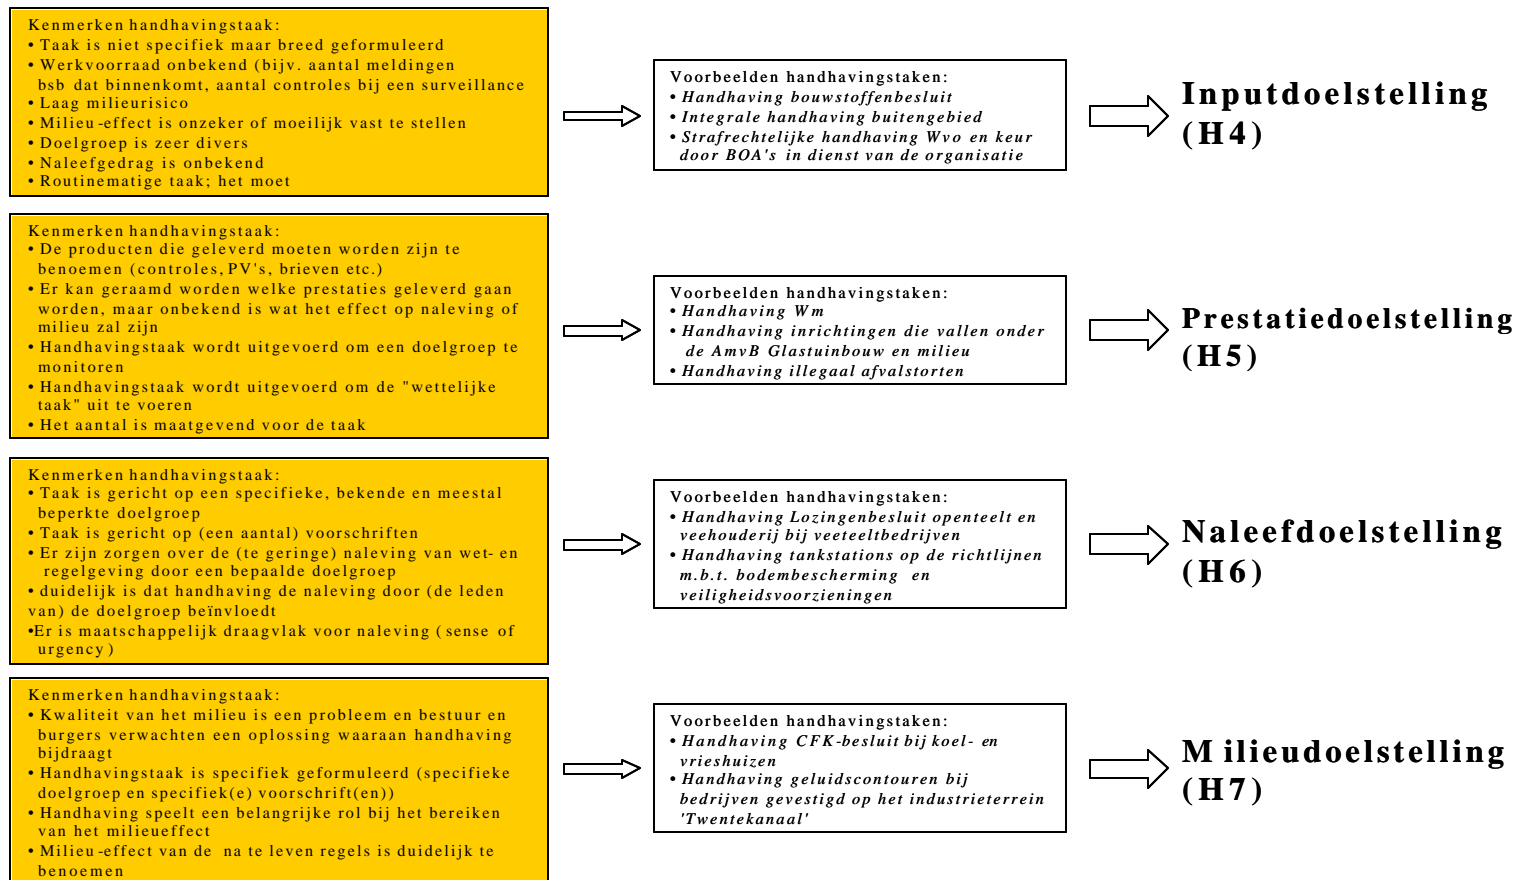 Kenmerken handhavingstaak:
• Taak is niet specifiek maar breed geformuleerd
• Werkvoorraad onbekend (bijv. aantal meldingen
bsb dat binnenkomt, aantal controles bij een surveillance
• Laag milieurisico
• Milieu-effect is onzeker of moeilijk vast te stellen
• Doelgroep is zeer divers
• Naleefgedrag is onbekend
• Routinematige taak; het moet
Voorbeelden handhavingstaken:
• Handhaving bouwstoffenbesluit
• Integrale handhaving buitengebied
• Strafrechtelijke handhaving Wvo en keur
door BOA's in dienst van de organisatie
Inputdoelstelling
(H4)
Kenmerken handhavingstaak:
• De producten die geleverd moeten worden zijn te
benoemen (controles, PV's, brieven etc.)
• Er kan geraamd worden welke prestaties geleverd gaan
worden, maar onbekend is wat het effect op naleving of
milieu zal zijn
• Handhavingstaak wordt uitgevoerd om een doelgroep te
monitoren
• Handhavingstaak wordt uitgevoerd om de "wettelijke
taak" uit te voeren
• Het aantal is maatgevend voor de taak
Voorbeelden handhavingstaken:
• Handhaving Wm
• Handhaving inrichtingen die vallen onder
de AmvB Glastuinbouw en milieu
• Handhaving illegaal afvalstorten
Prestatiedoelstelling
(H5)
Kenmerken handhavingstaak:
• Taak is gericht op een specifieke, bekende en meestal
beperkte doelgroep
• Taak is gericht op (een aantal) voorschriften
• Er zijn zorgen over de (te geringe) naleving van wet- en
regelgeving door een bepaalde doelgroep
• duidelijk is dat handhaving de naleving door (de leden
van) de doelgroep beïnvloedt
•Er is maatschappelijk draagvlak voor naleving (sense of
urgency)
Voorbeelden handhavingstaken:
• Handhaving Lozingenbesluit openteelt en
veehouderij bij veeteeltbedrijven
• Handhaving tankstations op de richtlijnen
m.b.t. bodembescherming en
veiligheidsvoorzieningen
Naleefdoelstelling
(H6)
Kenmerken handhavingstaak:
• Kwaliteit van het milieu is een probleem en bestuur en
burgers verwachten een oplossing waaraan handhaving
bijdraagt
• Handhavingstaak is specifiek geformuleerd (specifieke
doelgroep en specifiek(e) voorschrift(en))
• Handhaving speelt een belangrijke rol bij het bereiken
van het milieueffect
• Milieu-effect van de na te leven regels is duidelijk te
benoemen
Voorbeelden handhavingstaken:
• Handhaving CFK-besluit bij koel- en
vrieshuizen
• Handhaving geluidscontouren bij
bedrijven gevestigd op het industrieterrein
'Twentekanaal'
Milieudoelstelling
(H7)